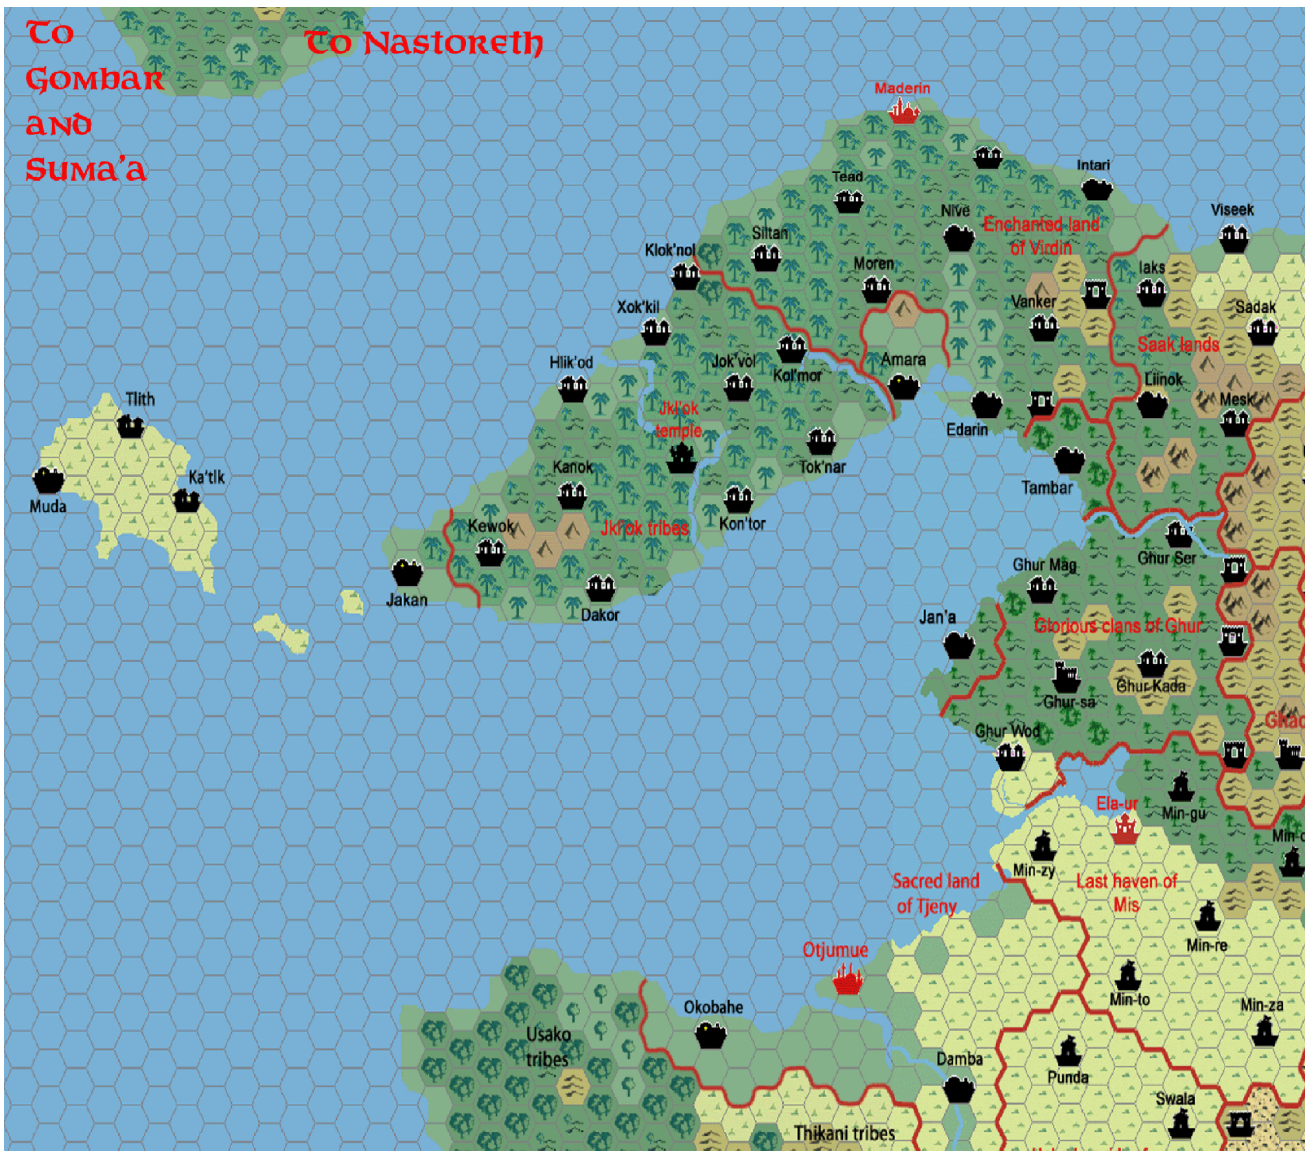 To
Gombar
and
Suma'a
To Nastoreth
Maderin
Intari
Tead
Nive
Viseek
Enchanted land
of Virdin
Siltan
Klok'nol
Moren
Iaks
Vanker
Sadak
Xok'kil
Saak lands
Hlik'od
Jok'vol
Kol'mor
Amara
Liinok
Mesk
Tlith
Jkl'ok
temple
Edarin
Kanok
Tok'nar
Ka'tlk
Muda
Tambar
Kewok
Jkl'ok tribes
Kon'tor
Ghur Ser
Ghur Mag
Jakan
Dakor
Jan'a
Glorious clans of Ghur
Ghur Kada
Ghur-sa
Ghur Wod
Ela-ur
Min-gu
Min-zy
Sacred land
of Tjeny
Last haven of
Mis
Min-re
Otjumue
Min-to
Okobahe
Min-za
Usako
tribes
Damba
Punda
Swala
Thikani tribes